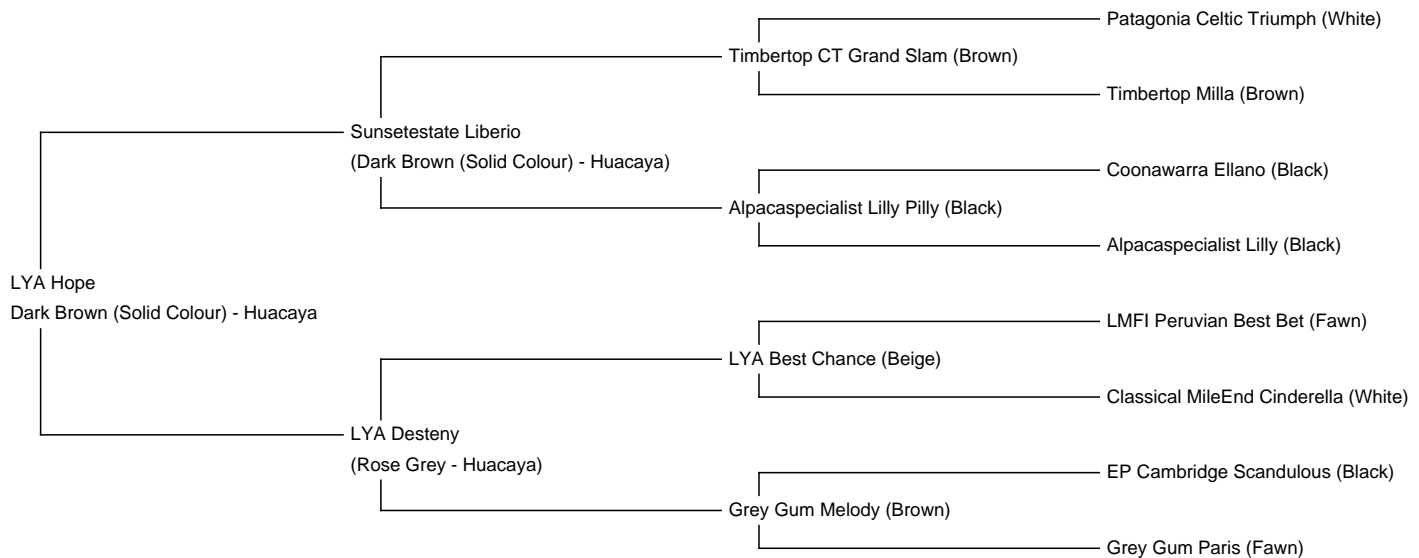 Patagonia Celtic Triumph (White)
Timbertop CT Grand Slam (Brown)
Timbertop Milla (Brown)
Sunsetestate Liberio
(Dark Brown (Solid Colour) - Huacaya)
Coonawarra Ellano (Black)
Alpacaspecialist Lilly Pilly (Black)
Alpacaspecialist Lilly (Black)
LYA Hope
Dark Brown (Solid Colour) - Huacaya
LMFI Peruvian Best Bet (Fawn)
LYA Best Chance (Beige)
Classical MileEnd Cinderella (White)
LYA Desteny
(Rose Grey - Huacaya)
EP Cambridge Scandulous (Black)
Grey Gum Melody (Brown)
Grey Gum Paris (Fawn)